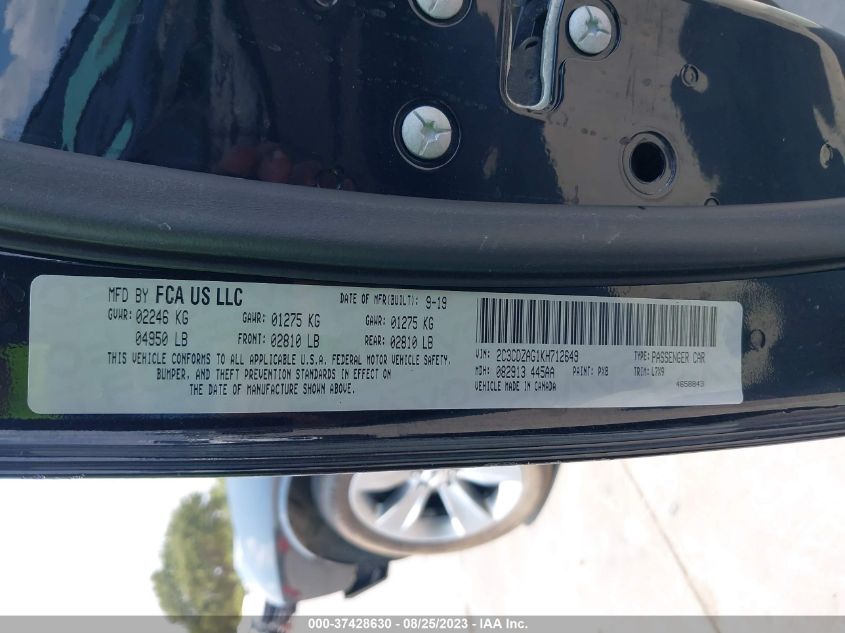 MFD BY FCA US LLC DATE OF MFR(BUILT): 9-19
GVWR: 02246 KG GAWR: 01275 KG GAWR: 01275 KG
04950 LB FRONT: 02810 LB REAR: 02810 LB
THIS VEHICLE CONFORMS TO ALL APPLICABLE U.S.A. FEDERAL MOTOR VEHICLE SAFETY,
BUMPER, AND THEFT PREVENTION STANDARDS IN EFFECT ON
THE DATE OF MANUFACTURE SHOWN ABOVE.
VIN: 2C3CDZAG1KH712649 TYPE: PASSENGER CAR
MDH: 082913 445AA PAINT: PX8 TRIM: L7X9
VEHICLE MADE IN CANADA 46588431
000-37428630 - 08/25/2023 - IAA Inc.